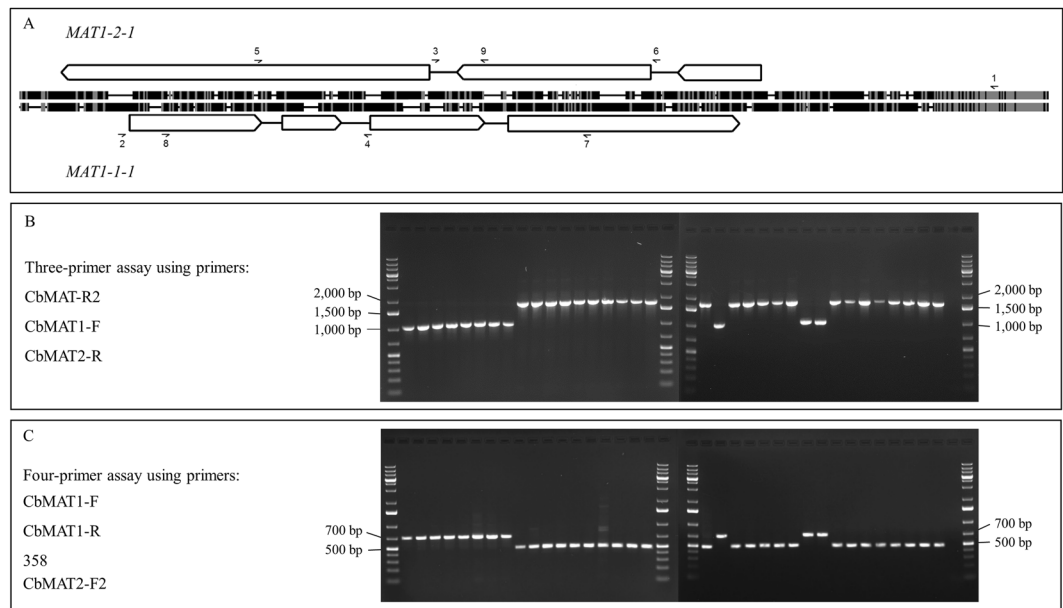 A
MAT1-2-1
5
3
9
6
1
2
8
4
7
MAT1-1-1
B
Three-primer assay using primers:
CbMAT-R2
CbMAT1-F
CbMAT2-R
2,000 bp
1,500 bp
1,000 bp
2,000 bp
1,500 bp
1,000 bp
C
Four-primer assay using primers:
CbMAT1-F
CbMAT1-R
358
CbMAT2-F2
700 bp
500 bp
700 bp
500 bp